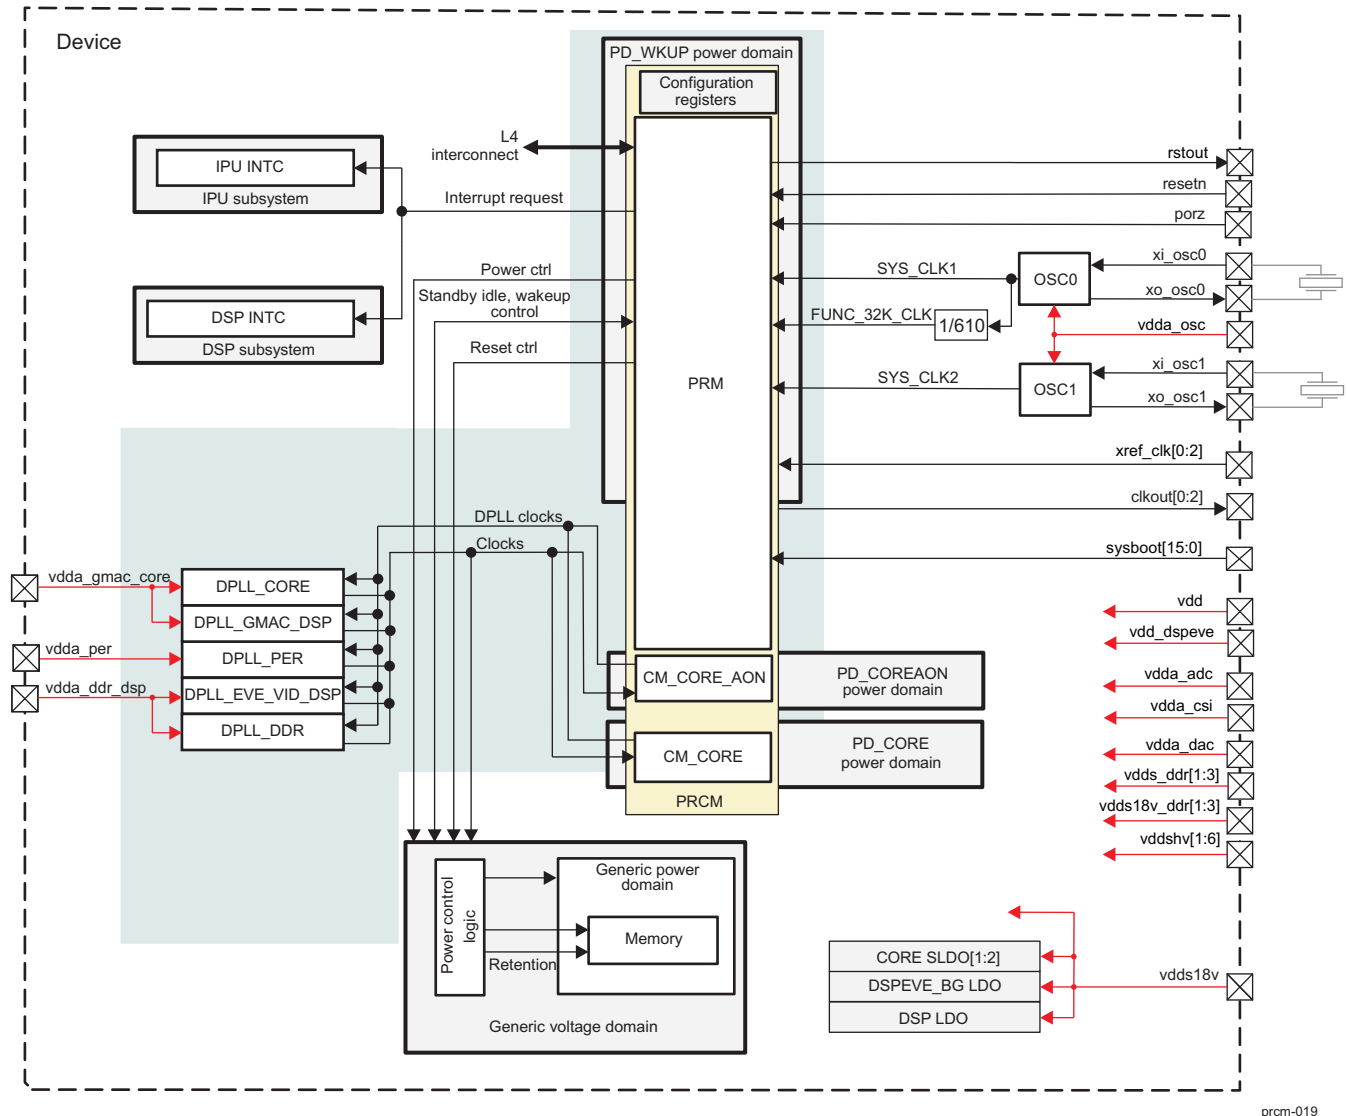 Device
PD_WKUP power domain
Configuration
registers
L4
interconnect
IPU INTC
IPU subsystem
Interrupt request
DSP INTC
DSP subsystem
Power ctrl
Standby idle, wakeup
control
Reset ctrl
PRM
rstout
resetn
porz
SYS_CLK1
OSC0
xi_osc0
xo_osc0
FUNC_32K_CLK
1/610
vdda_osc
SYS_CLK2
OSC1
xi_osc1
xo_osc1
xref_clk[0:2]
clkout[0:2]
sysboot[15:0]
DPLL clocks
Clocks
vdda_gmac_core
DPLL_CORE
DPLL_GMAC_DSP
vdda_per
DPLL_PER
vdda_ddr_dsp
DPLL_EVE_VID_DSP
DPLL_DDR
CM_CORE_AON
PD_COREAON
power domain
CM_CORE
PD_CORE
power domain
PRCM
vdd
vdd_dspeve
vdda_adc
vdda_csi
vdda_dac
vdds_ddr[1:3]
vdds18v_ddr[1:3]
vddshv[1:6]
Power control
logic
Generic power
domain
Memory
Retention
Generic voltage domain
CORE SLDO[1:2]
DSPEVE_BG LDO
DSP LDO
vdds18v
prcm-019